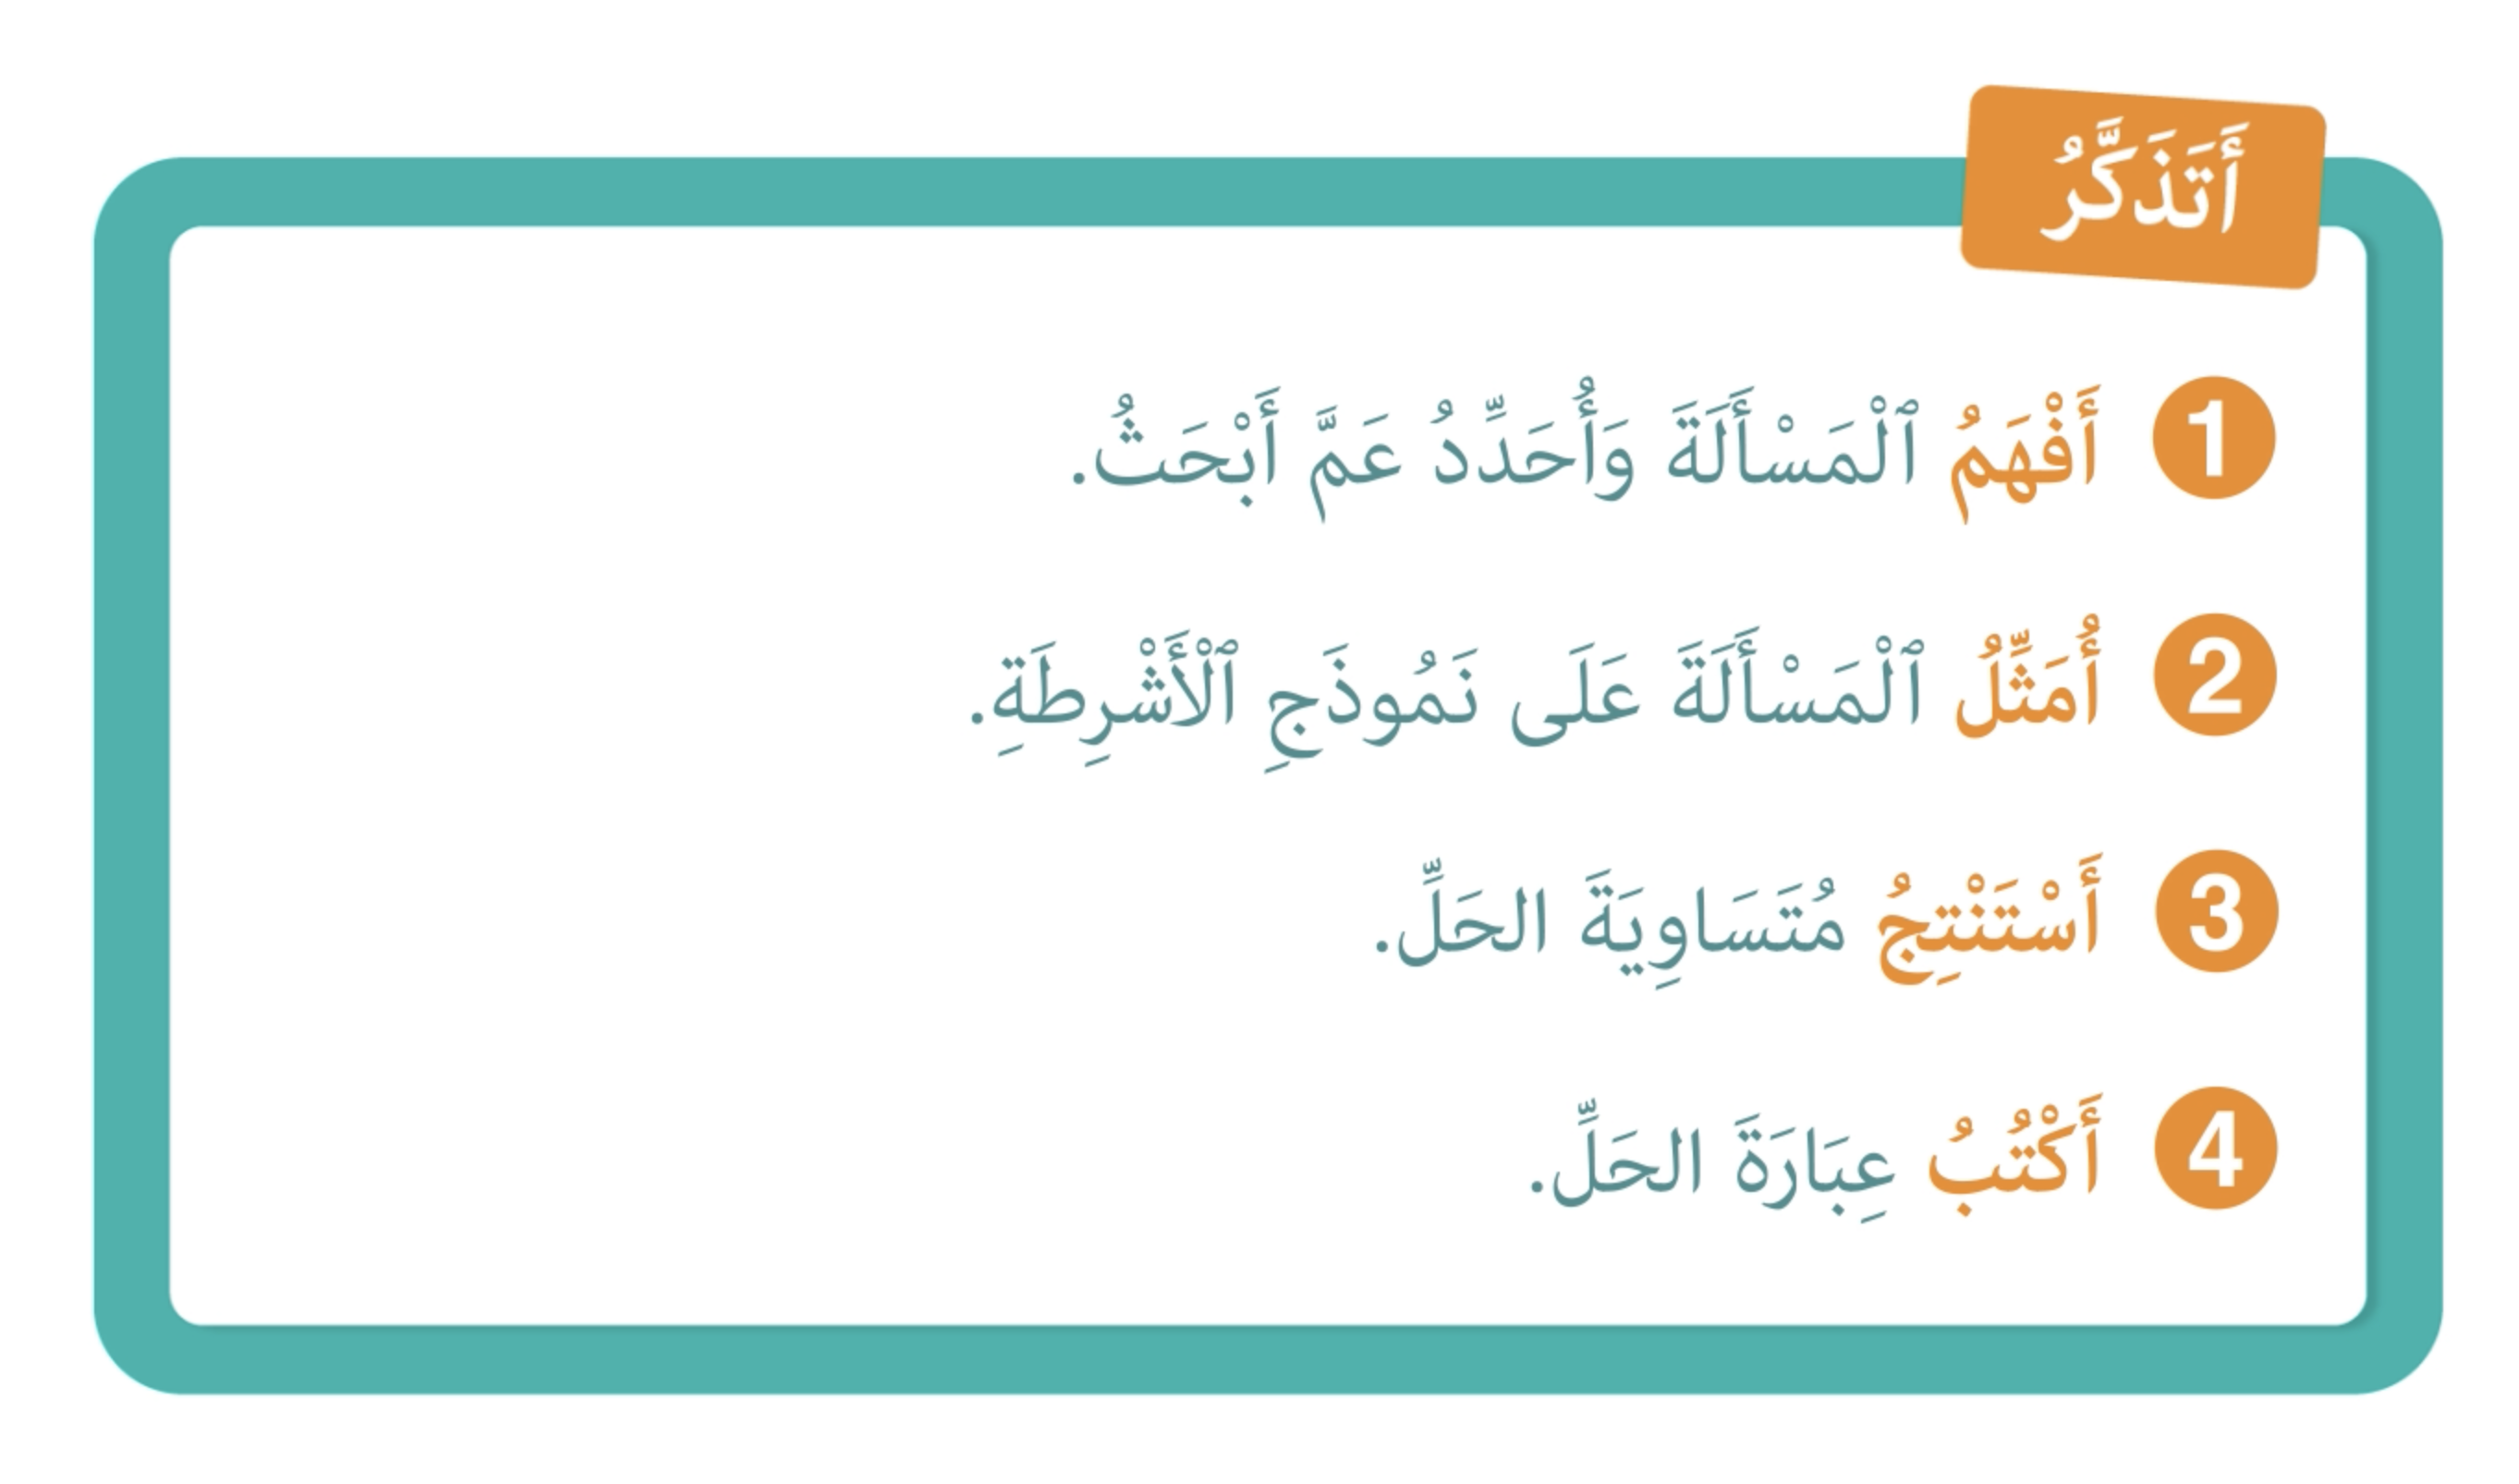 أَتَذَكَّرُ
1 أَفْهَمُ ٱلْمَسْأَلَةَ وَأُحَدِّدُ عَمَّ أَبْحَثُ.
2 أُمَثِّلُ ٱلْمَسْأَلَةَ عَلَى نَمُوذَجِ ٱلْأَشْرِطَةِ.
3 أَسْتَنْتِجُ مُتَسَاوِيَةَ الحَلِّ.
4 أَكْتُبُ عِبَارَةَ الحَلِّ.